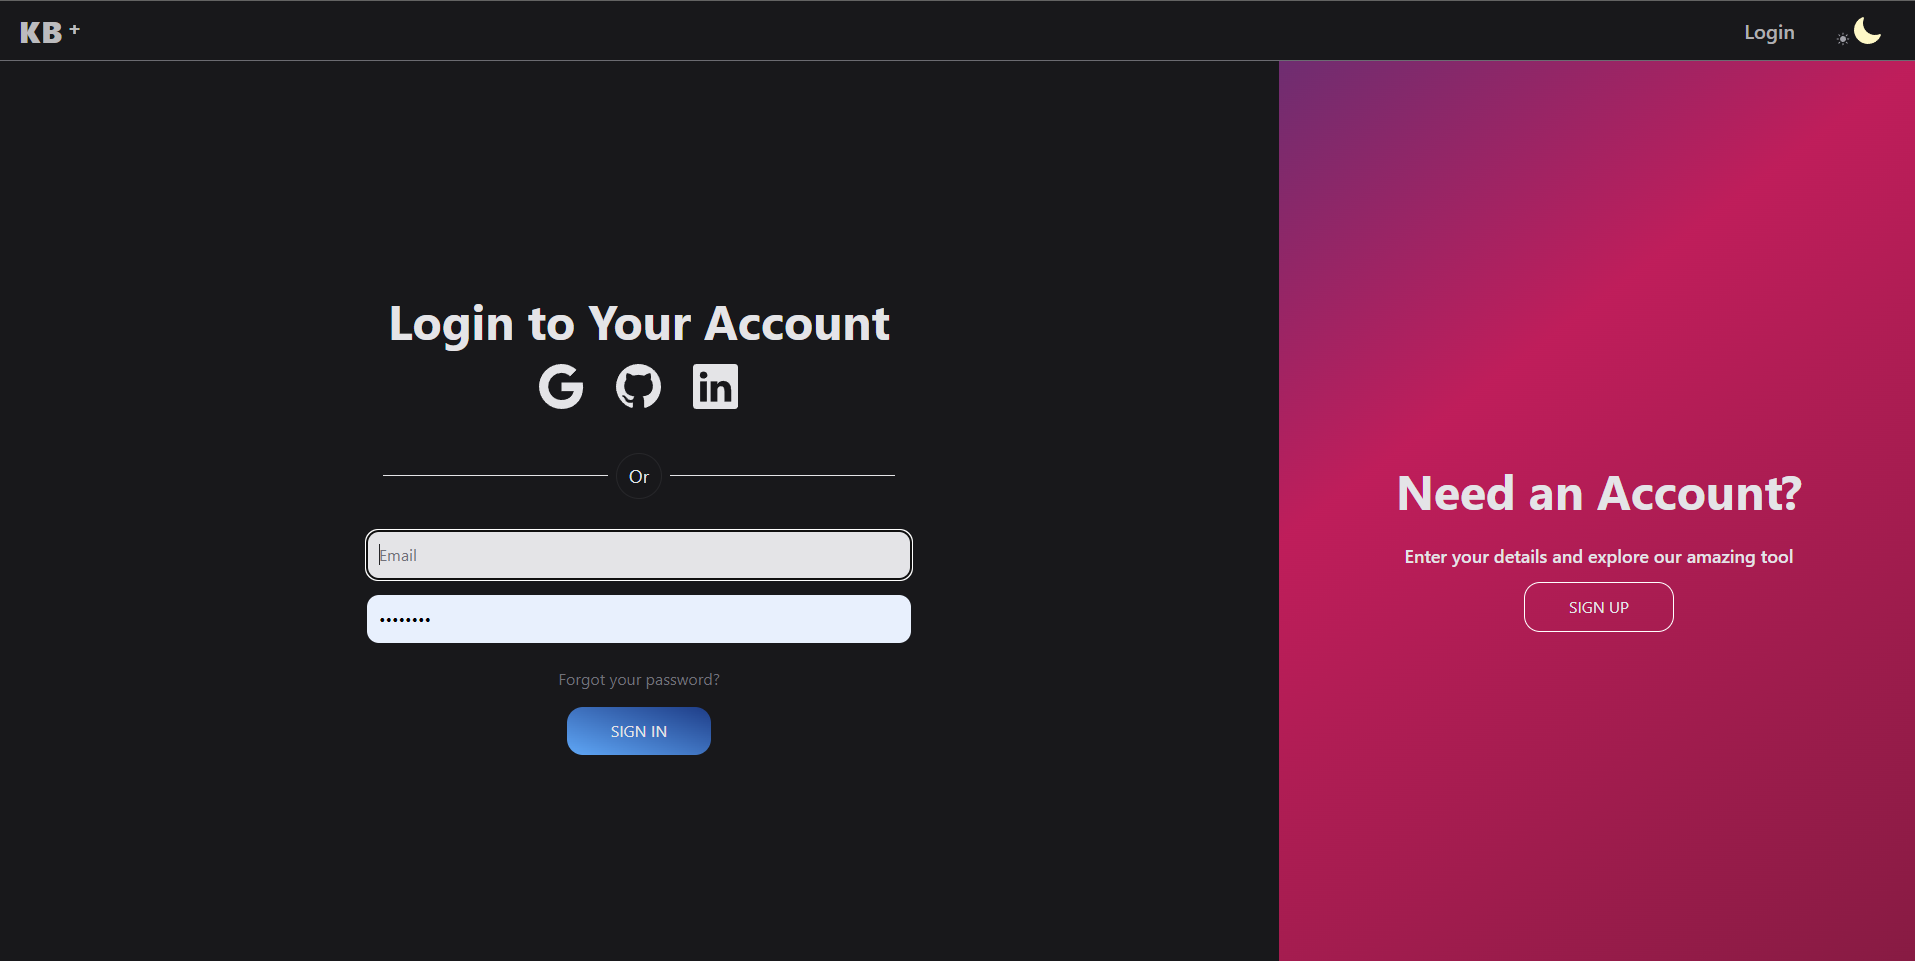 KB +
Login
Login to Your Account
Or
Email
••••••••
Forgot your password?
SIGN IN
Need an Account?
Enter your details and explore our amazing tool
SIGN UP